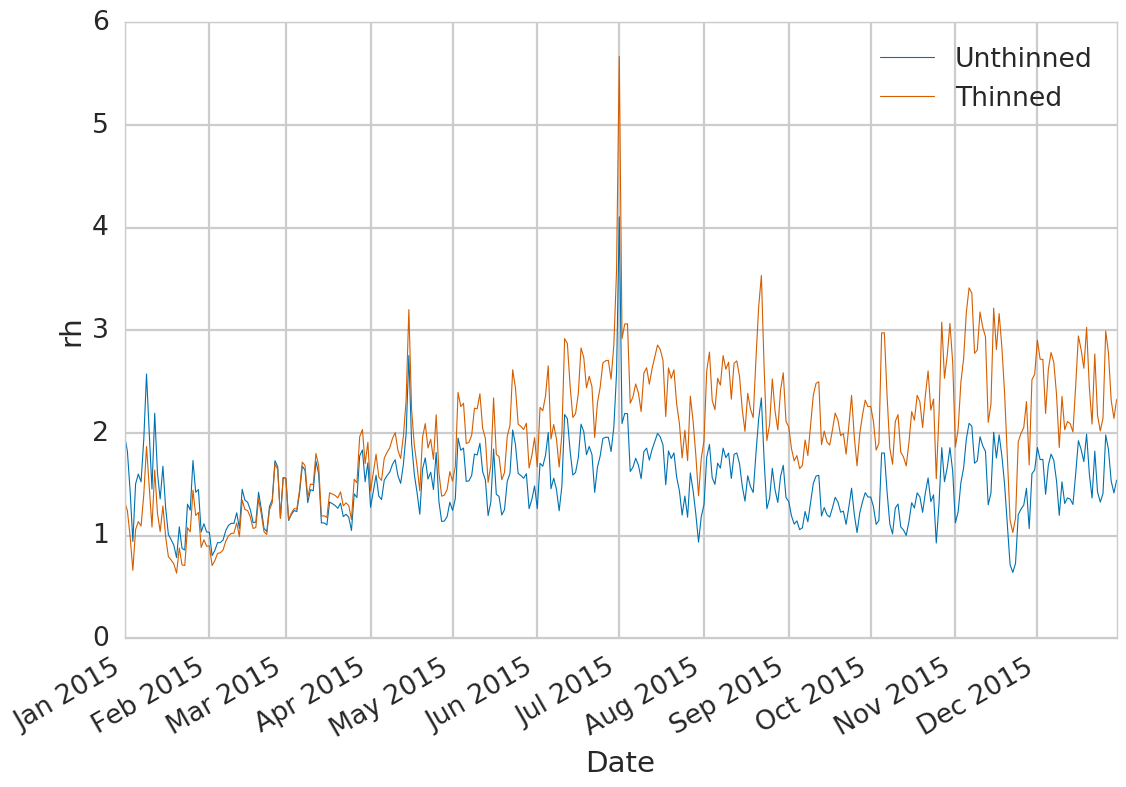 6
5
4
3
2
1
0
rh
Unthinned
Thinned
Jan 2015
Feb 2015
Mar 2015
Apr 2015
May 2015
Jun 2015
Jul 2015
Aug 2015
Sep 2015
Oct 2015
Nov 2015
Dec 2015
Date